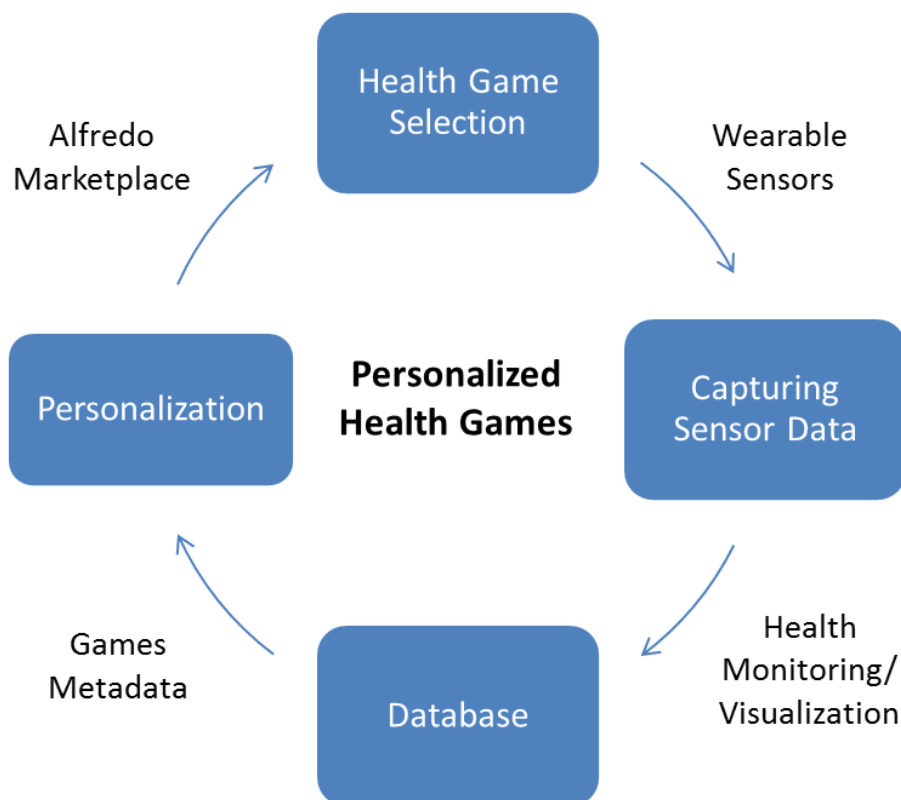 Health Game
Selection
Alfredo
Marketplace
Wearable
Sensors
Personalization
Personalized
Health Games
Capturing
Sensor Data
Games
Metadata
Database
Health
Monitoring/
Visualization